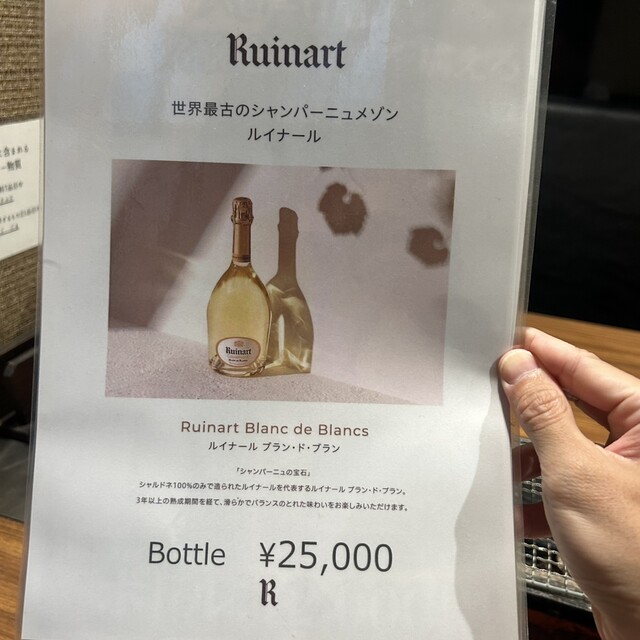 Ruinart
世界最古のシャンパーニュメゾン
ルイナール
Ruinart
Ruinart Blanc de Blancs
ルイナール ブラン・ド・ブラン
「シャンパーニュの宝石」
シャルドネ100%のみで造られたルイナールを代表するルイナール ブラン・ド・ブラン。
3年以上の熟成期間を経て、滑らかでバランスのとれた味わいをお楽しみいただけます。
Bottle ¥25,000
R